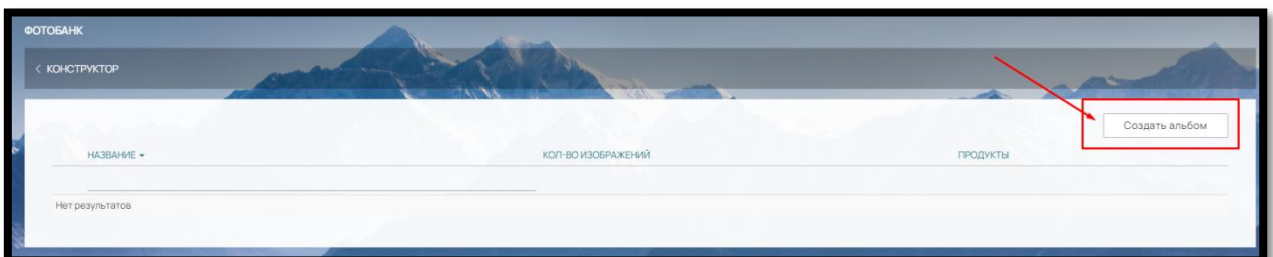 ФОТОБАНК
< КОНСТРУКТОР
Создать альбом
НАЗВАНИЕ КОЛ-ВО ИЗОБРАЖЕНИЙ ПРОДУКТЫ
Нет результатов